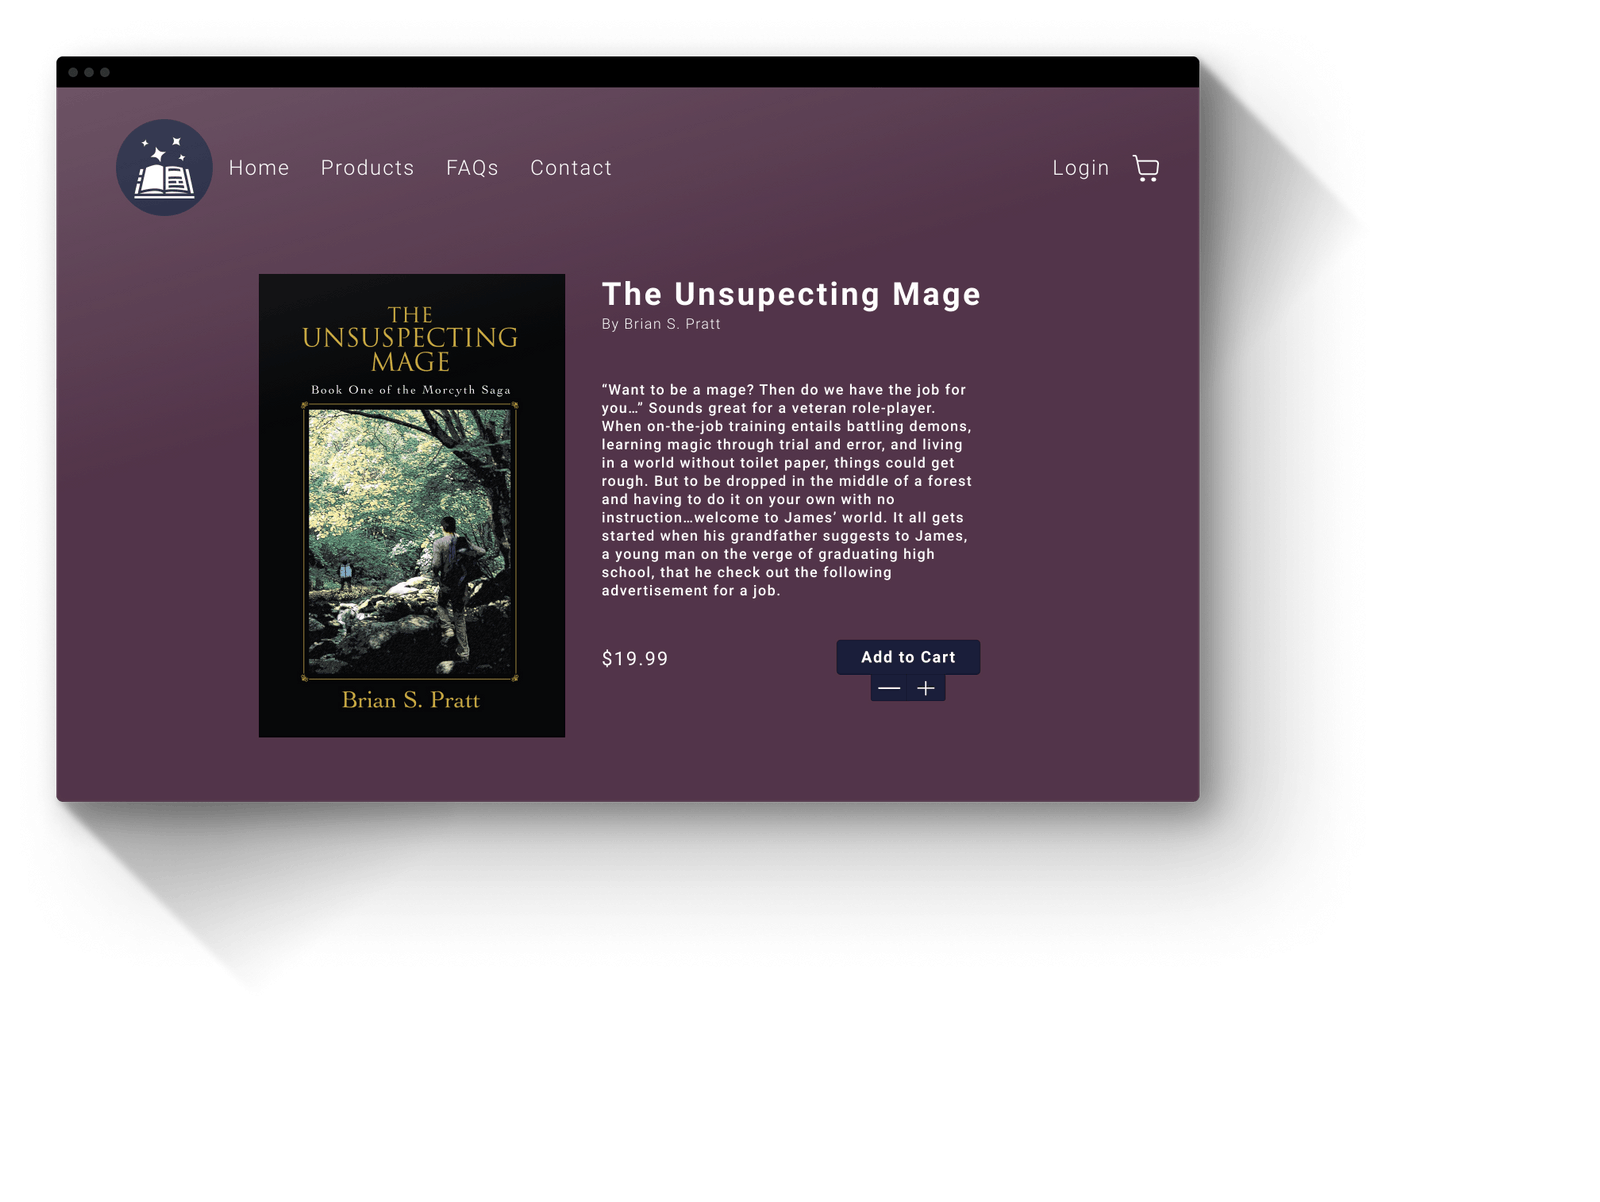 Home Products FAQs Contact Login
THE
UNSUSPECTING
MAGE
Book One of the Morcyth Saga
Brian S. Pratt
The Unsupecting Mage
By Brian S. Pratt
“Want to be a mage? Then do we have the job for
you…” Sounds great for a veteran role-player.
When on-the-job training entails battling demons,
learning magic through trial and error, and living
in a world without toilet paper, things could get
rough. But to be dropped in the middle of a forest
and having to do it on your own with no
instruction…welcome to James’ world. It all gets
started when his grandfather suggests to James,
a young man on the verge of graduating high
school, that he check out the following
advertisement for a job.
$19.99
Add to Cart